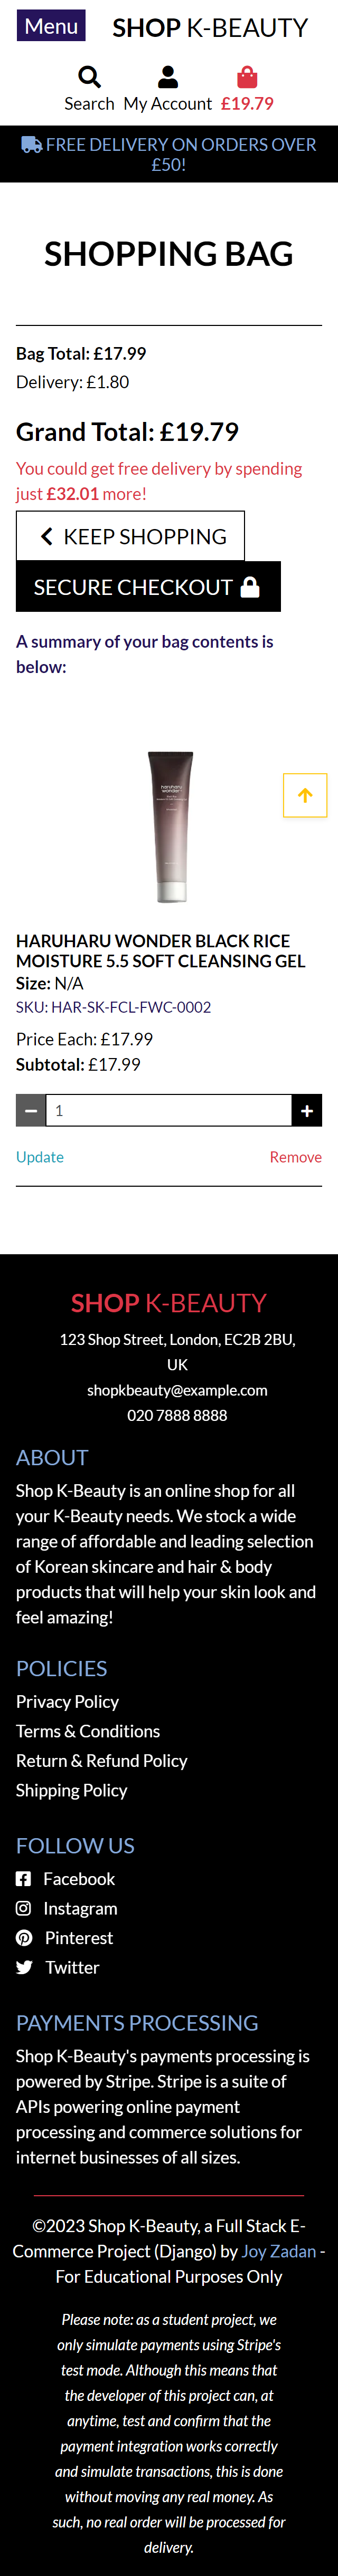 Menu
SHOP K-BEAUTY
Search
My Account
£19.79
FREE DELIVERY ON ORDERS OVER
£50!
SHOPPING BAG
Bag Total: £17.99
Delivery: £1.80
Grand Total: £19.79
You could get free delivery by spending
just £32.01 more!
KEEP SHOPPING
SECURE CHECKOUT
A summary of your bag contents is
below:
haruharu
wonder
HARUHARU WONDER BLACK RICE
MOISTURE 5.5 SOFT CLEANSING GEL
Size: N/A
SKU: HAR-SK-FCL-FWC-0002
Price Each: £17.99
Subtotal: £17.99
1
Update
Remove
SHOP K-BEAUTY
123 Shop Street, London, EC2B 2BU,
UK
shopkbeauty@example.com
020 7888 8888
ABOUT
Shop K-Beauty is an online shop for all
your K-Beauty needs. We stock a wide
range of affordable and leading selection
of Korean skincare and hair & body
products that will help your skin look and
feel amazing!
POLICIES
Privacy Policy
Terms & Conditions
Return & Refund Policy
Shipping Policy
FOLLOW US
Facebook
Instagram
Pinterest
Twitter
PAYMENTS PROCESSING
Shop K-Beauty's payments processing is
powered by Stripe. Stripe is a suite of
APIs powering online payment
processing and commerce solutions for
internet businesses of all sizes.
©2023 Shop K-Beauty, a Full Stack E-
Commerce Project (Django) by Joy Zadan -
For Educational Purposes Only
Please note: as a student project, we
only simulate payments using Stripe's
test mode. Although this means that
the developer of this project can, at
anytime, test and confirm that the
payment integration works correctly
and simulate transactions, this is done
without moving any real money. As
such, no real order will be processed for
delivery.